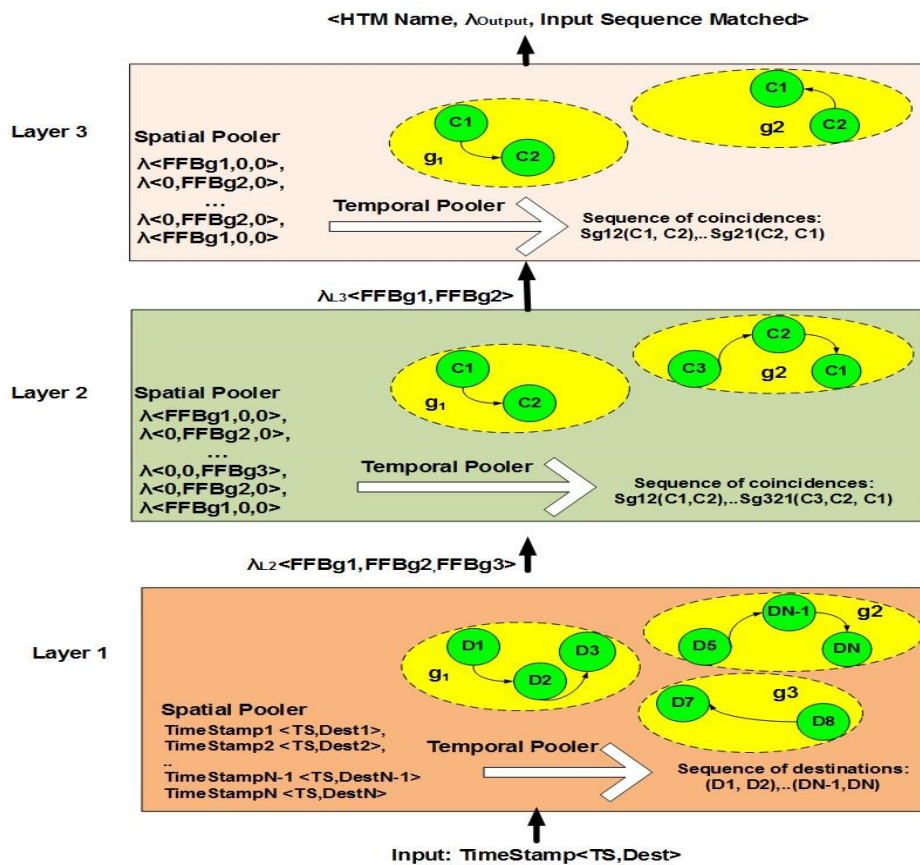 <HTM Name, λOutput, Input Sequence Matched>
Layer 3
Spatial Pooler
λ<FFBg1,0,0>,
λ<0,FFBg2,0>,
...
λ<0,FFBg2,0>,
λ<FFBg1,0,0>
C1
C2
g1
C1
C2
g2
Temporal Pooler
Sequence of coincidences:
Sg12(C1, C2),..Sg21(C2, C1)
λL3<FFBg1,FFBg2>
Layer 2
Spatial Pooler
λ<FFBg1,0,0>,
λ<0,FFBg2,0>,
...
λ<0,0,FFBg3>,
λ<0,FFBg2,0>,
λ<FFBg1,0,0>
C1
C2
g1
C2
C3
C1
g2
Temporal Pooler
Sequence of coincidences:
Sg12(C1,C2),..Sg321(C3,C2, C1)
λL2<FFBg1,FFBg2,FFBg3>
Layer 1
Spatial Pooler
TimeStamp1 <TS,Dest1>,
TimeStamp2 <TS,Dest2>,
..
TimeStampN-1 <TS,DestN-1>
TimeStampN <TS,DestN>
D1
D3
D2
g1
DN-1
g2
D5
DN
g3
D7
D8
Temporal Pooler
Sequence of destinations:
(D1, D2),..(DN-1,DN)
Input: TimeStamp<TS,Dest>